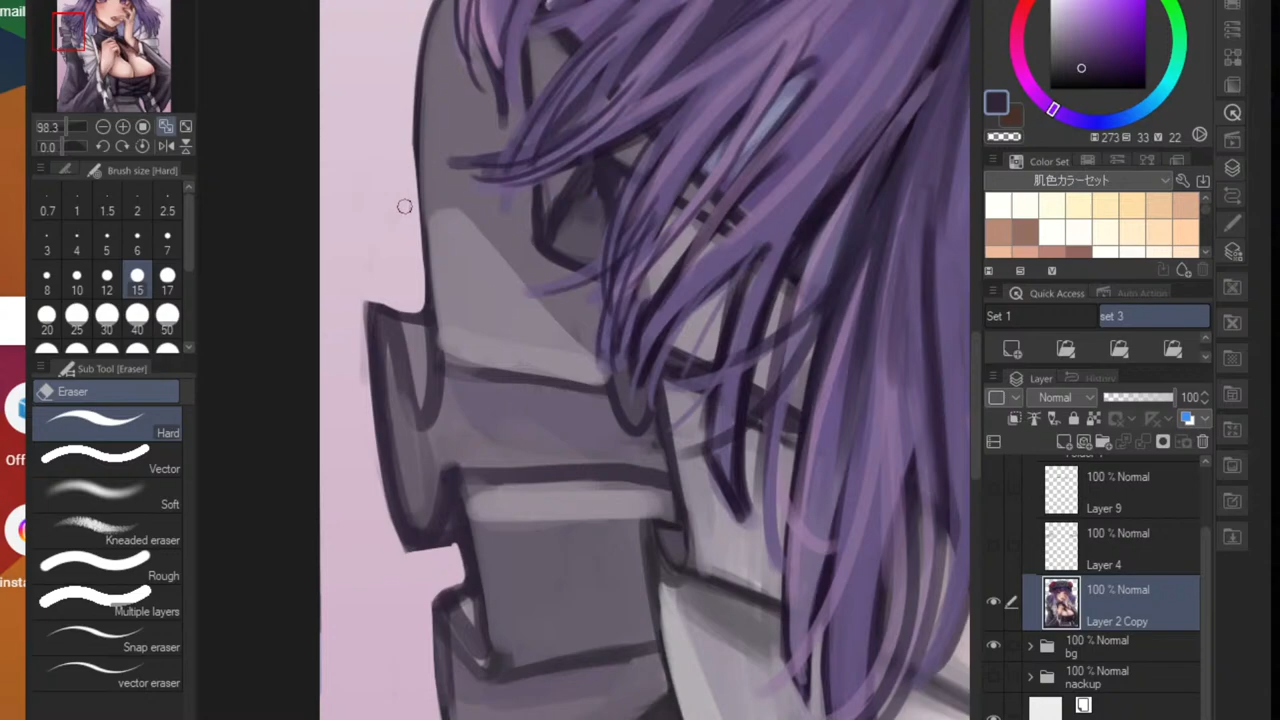 mail
98.3
0.0
Brush size [Hard]
0.7 1 1.5 2 2.5
3 4 5 6 7
8 10 12 15 17
20 25 30 40 50
Sub Tool [Eraser]
Eraser
Hard
Vector
Soft
Kneaded eraser
Rough
Multiple layers
Snap eraser
vector eraser
Off
insta
H 273 S 33 V 22
Color Set
肌色カラーセット
H S V
Quick Access Auto Action
Set 1 set 3
Layer History
Normal 100
100 % Normal
Layer 9
100 % Normal
Layer 4
100 % Normal
Layer 2 Copy
100 % Normal
bg
100 % Normal
nackup